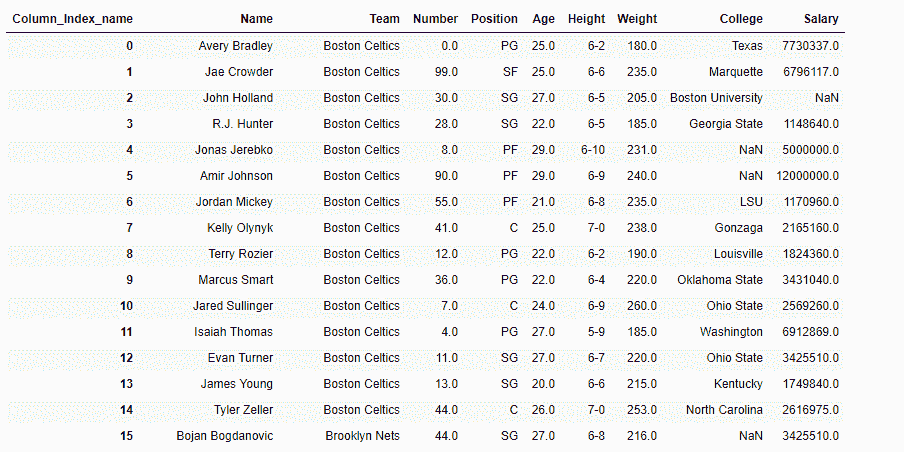 Column_Index_name Name Team Number Position Age Height Weight College Salary
0 Avery Bradley Boston Celtics 0.0 PG 25.0 6-2 180.0 Texas 7730337.0
1 Jae Crowder Boston Celtics 99.0 SF 25.0 6-6 235.0 Marquette 6796117.0
2 John Holland Boston Celtics 30.0 SG 27.0 6-5 205.0 Boston University NaN
3 R.J. Hunter Boston Celtics 28.0 SG 22.0 6-5 185.0 Georgia State 1148640.0
4 Jonas Jerebko Boston Celtics 8.0 PF 29.0 6-10 231.0 NaN 5000000.0
5 Amir Johnson Boston Celtics 90.0 PF 29.0 6-9 240.0 NaN 12000000.0
6 Jordan Mickey Boston Celtics 55.0 PF 21.0 6-8 235.0 LSU 1170960.0
7 Kelly Olynyk Boston Celtics 41.0 C 25.0 7-0 238.0 Gonzaga 2165160.0
8 Terry Rozier Boston Celtics 12.0 PG 22.0 6-2 190.0 Louisville 1824360.0
9 Marcus Smart Boston Celtics 36.0 PG 22.0 6-4 220.0 Oklahoma State 3431040.0
10 Jared Sullinger Boston Celtics 7.0 C 24.0 6-9 260.0 Ohio State 2569260.0
11 Isaiah Thomas Boston Celtics 4.0 PG 27.0 5-9 185.0 Washington 6912869.0
12 Evan Turner Boston Celtics 11.0 SG 27.0 6-7 220.0 Ohio State 3425510.0
13 James Young Boston Celtics 13.0 SG 20.0 6-6 215.0 Kentucky 1749840.0
14 Tyler Zeller Boston Celtics 44.0 C 26.0 7-0 253.0 North Carolina 2616975.0
15 Bojan Bogdanovic Brooklyn Nets 44.0 SG 27.0 6-8 216.0 NaN 3425510.0